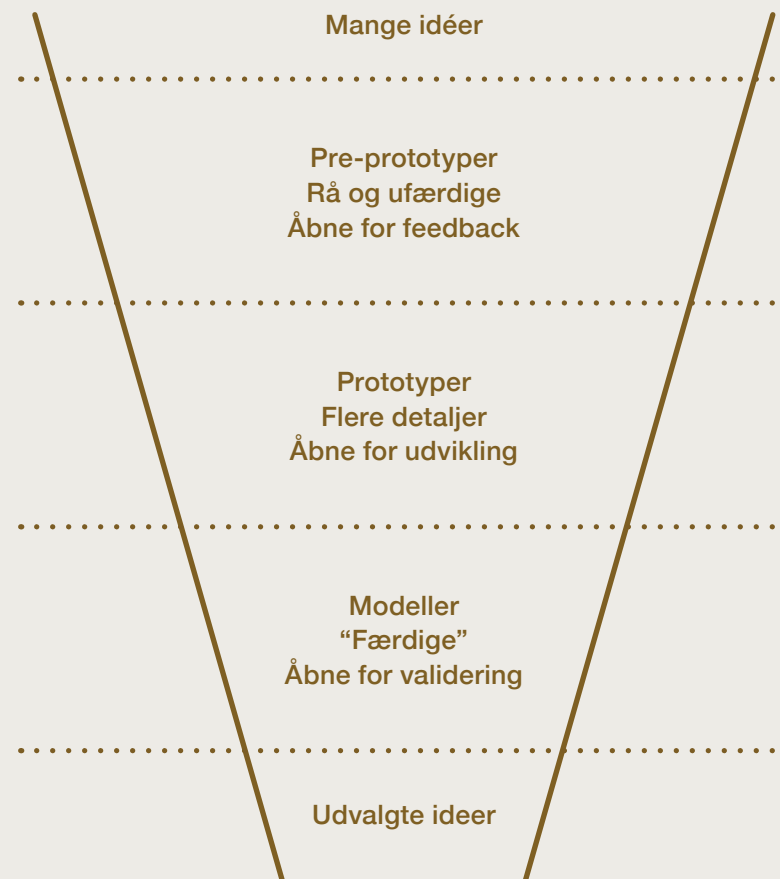 Mange idéer
Pre-prototyper
Rå og ufærdige
Åbne for feedback
Prototyper
Flere detaljer
Åbne for udvikling
Modeller
“Færdige”
Åbne for validering
Udvalgte ideer